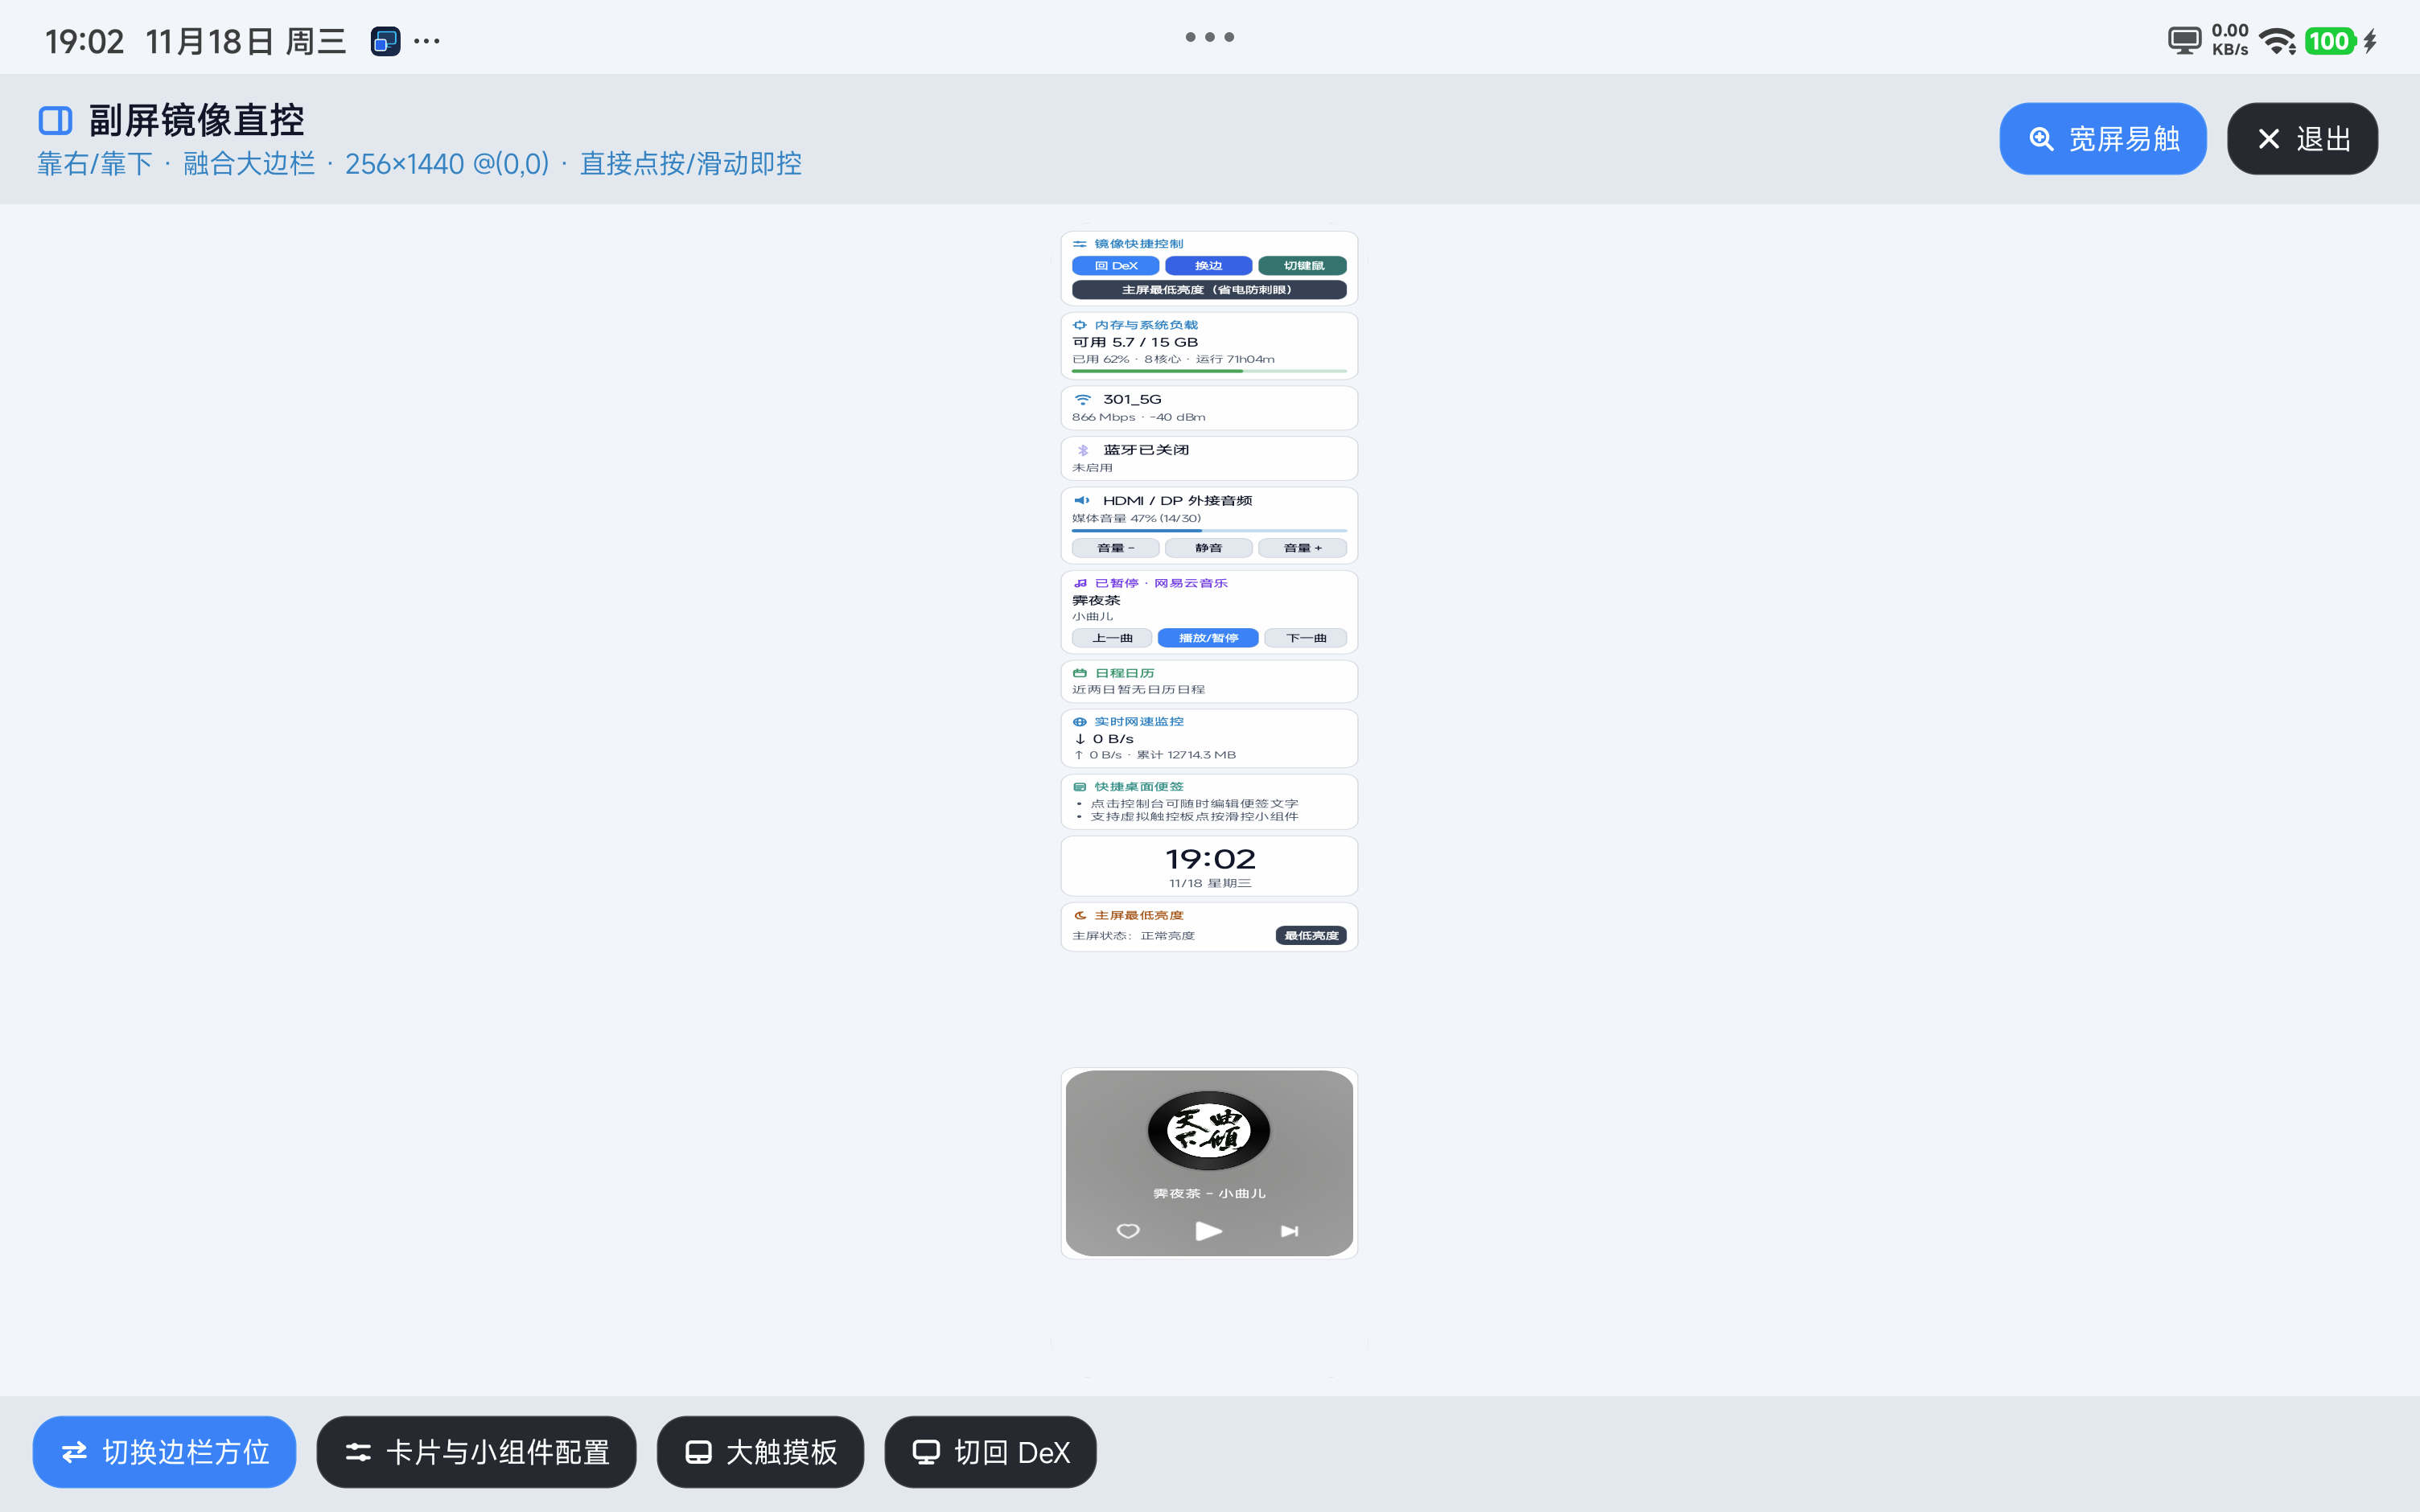 19:02 11月18日 周三
0.00 KB/s
100
副屏镜像直控
靠右/靠下 · 融合大边栏 · 256×1440 @(0,0) · 直接点按/滑动即控
宽屏易触
退出
镜像快捷控制
回 DeX
换边
切键鼠
主屏最低亮度（省电防刺眼）
内存与系统负载
可用 5.7 / 15 GB
已用 62% · 8核心 · 运行 71h04m
301_5G
866 Mbps · -40 dBm
蓝牙已关闭
未启用
HDMI / DP 外接音频
媒体音量 47% (14/30)
音量 -
静音
音量 +
已暂停 · 网易云音乐
霁夜茶
小曲儿
上一曲
播放/暂停
下一曲
日程日历
近两日暂无日历日程
实时网速监控
↓ 0 B/s
↑ 0 B/s · 累计 12714.3 MB
快捷桌面便签
• 点击控制台可随时编辑便签文字
• 支持虚拟触控板点按滑控小组件
19:02
11/18 星期三
主屏最低亮度
主屏状态: 正常亮度
最低亮度
天下曲倾
霁夜茶 - 小曲儿
切换边栏方位
卡片与小组件配置
大触摸板
切回 DeX